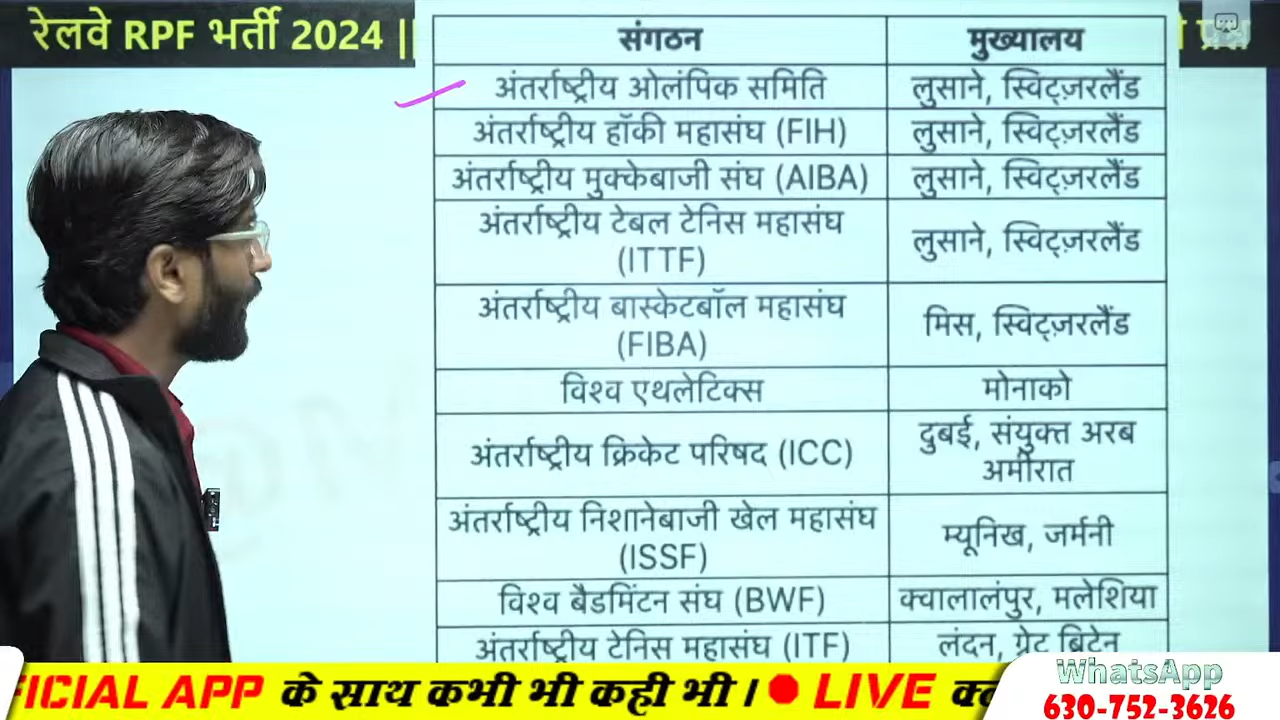 रेलवे RPF भर्ती 2024 ||
संगठन मुख्यालय
अंतर्राष्ट्रीय ओलंपिक समिति लुसाने, स्विट्ज़रलैंड
अंतर्राष्ट्रीय हॉकी महासंघ (FIH) लुसाने, स्विट्ज़रलैंड
अंतर्राष्ट्रीय मुक्केबाजी संघ (AIBA) लुसाने, स्विट्ज़रलैंड
अंतर्राष्ट्रीय टेबल टेनिस महासंघ
(ITTF) लुसाने, स्विट्ज़रलैंड
अंतर्राष्ट्रीय बास्केटबॉल महासंघ
(FIBA) मिस, स्विट्ज़रलैंड
विश्व एथलेटिक्स मोनाको
अंतर्राष्ट्रीय क्रिकेट परिषद (ICC) दुबई, संयुक्त अरब
अमीरात
अंतर्राष्ट्रीय निशानेबाजी खेल महासंघ
(ISSF) म्यूनिख, जर्मनी
विश्व बैडमिंटन संघ (BWF) क्वालालंपुर, मलेशिया
अंतर्राष्ट्रीय टेनिस महासंघ (ITF) लंदन, ग्रेट ब्रिटेन
FICIAL APP के साथ कभी भी कही भी । LIVE
WhatsApp
630-752-3626